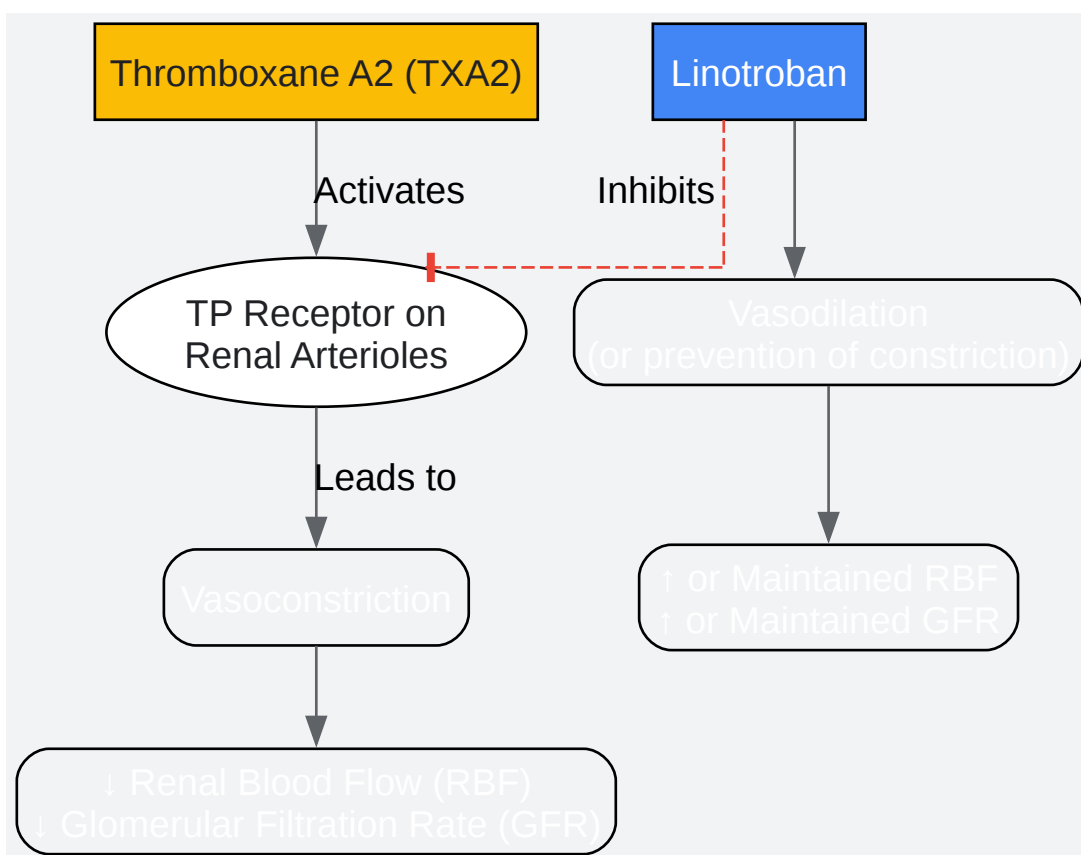 Thromboxane A2 (TXA2)
Linotroban
Activates
Inhibits
TP Receptor on
Renal Arterioles
Vasodilation
(or prevention of constriction)
Leads to
Vasoconstriction
↑ or Maintained RBF
↑ or Maintained GFR
↓ Renal Blood Flow (RBF)
↓ Glomerular Filtration Rate (GFR)